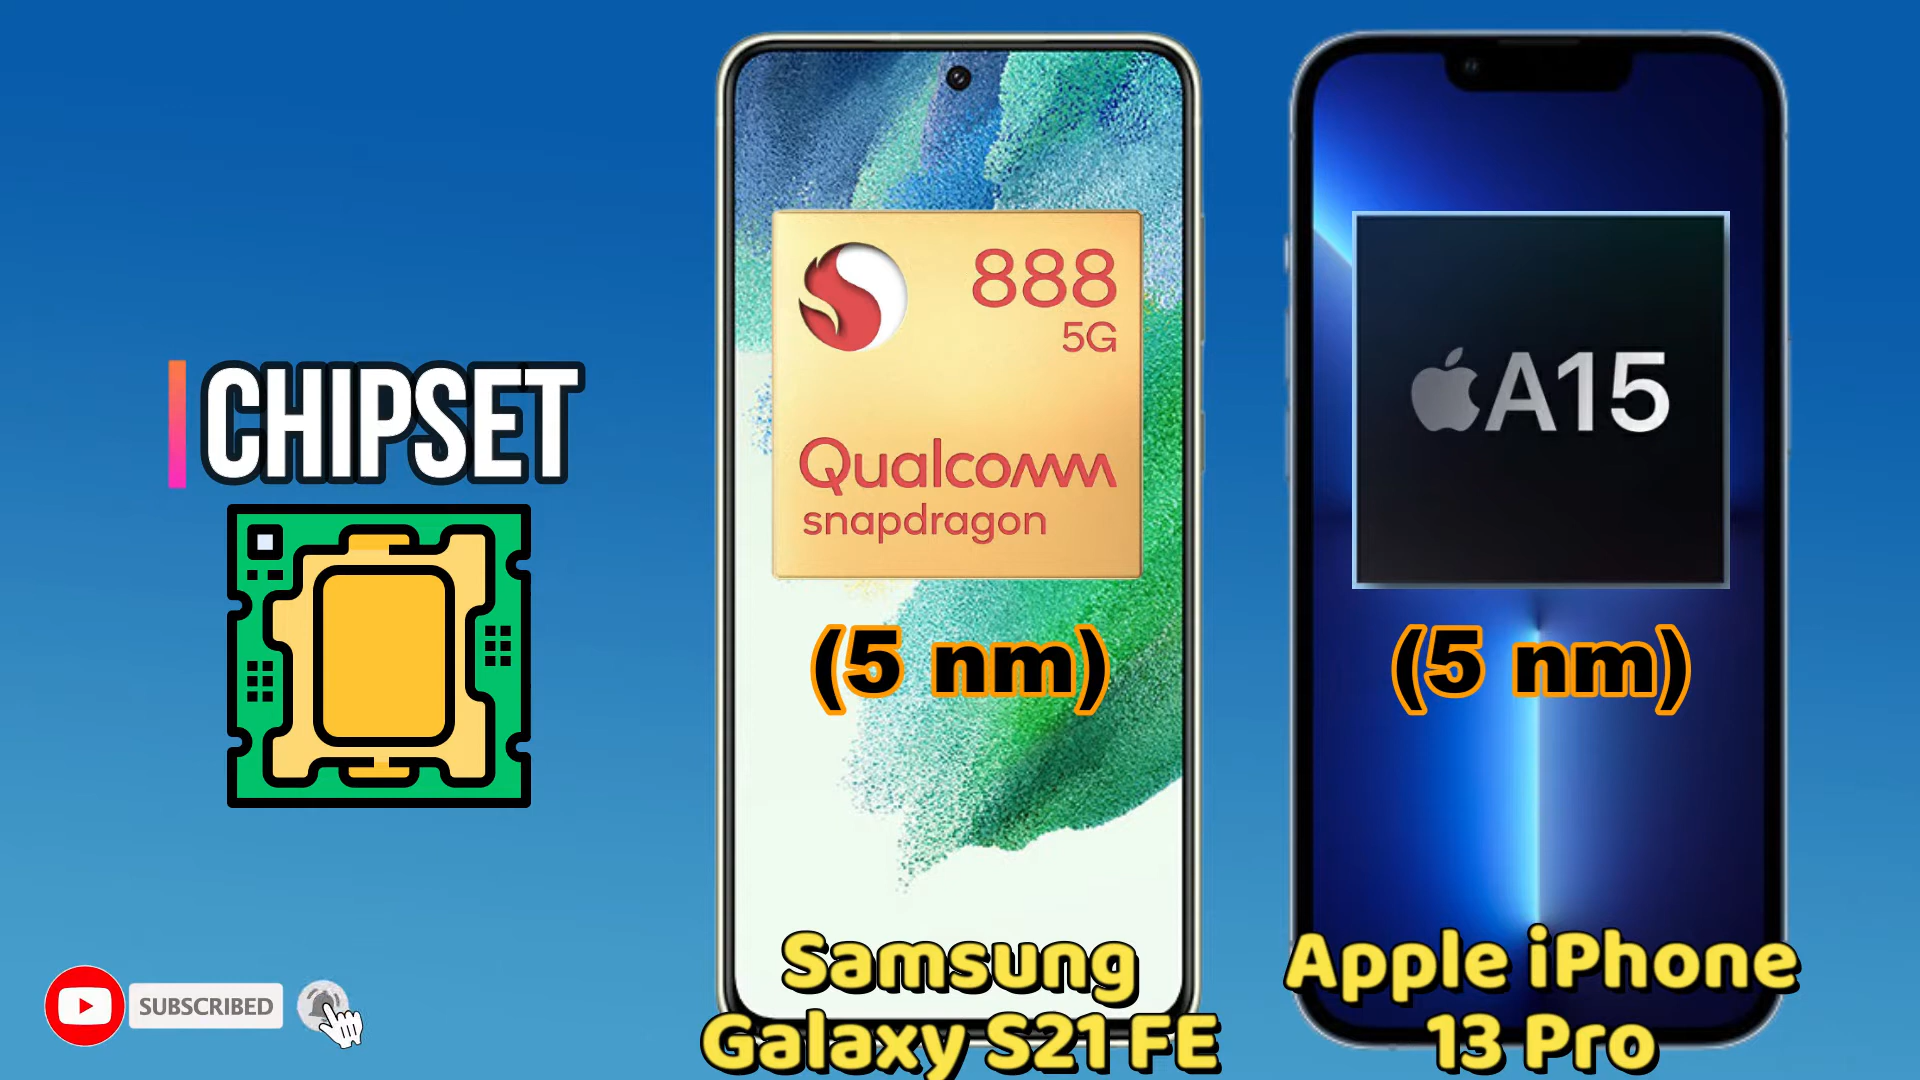 CHIPSET
888
5G
Qualcomm
snapdragon
(5 nm)
Samsung
Galaxy S21 FE
A15
(5 nm)
Apple iPhone
13 Pro
SUBSCRIBED